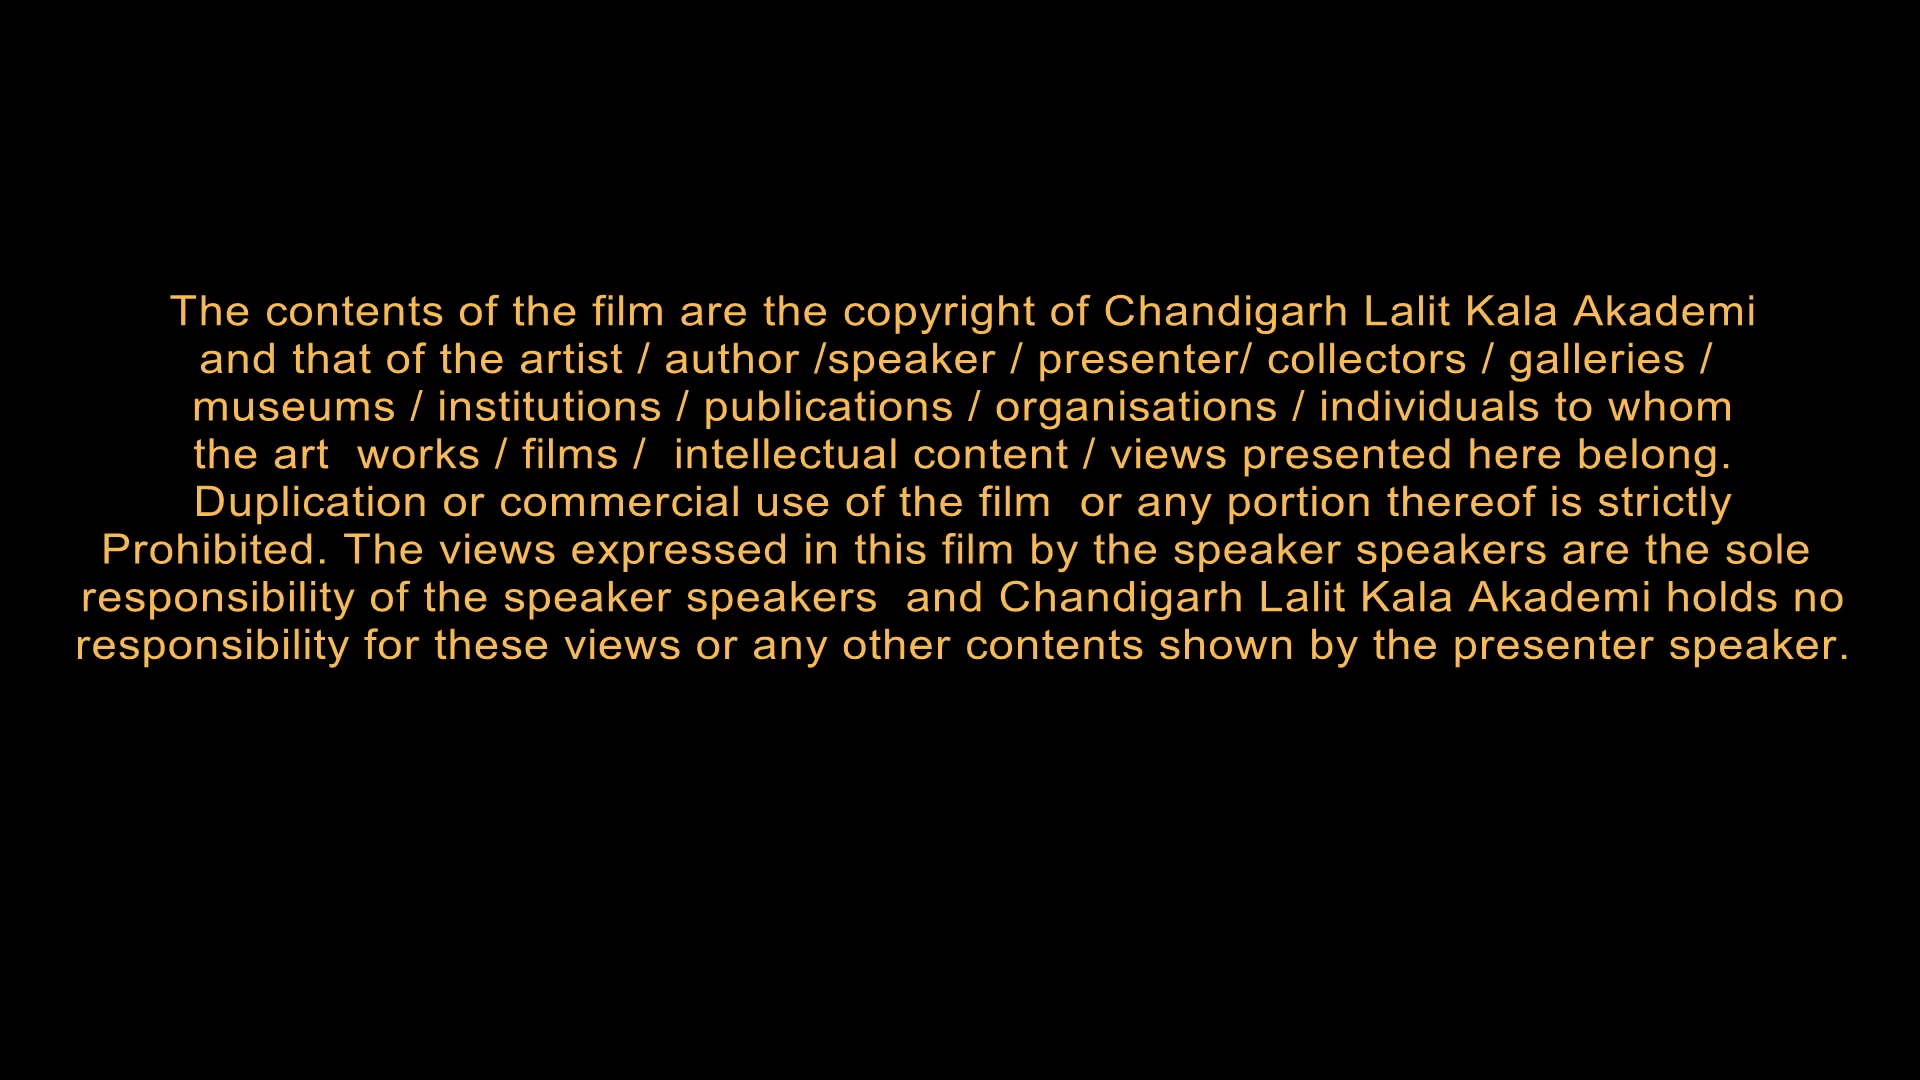 The contents of the film are the copyright of Chandigarh Lalit Kala Akademi
and that of the artist / author /speaker / presenter/ collectors / galleries /
museums / institutions / publications / organisations / individuals to whom
the art  works / films /  intellectual content / views presented here belong.
Duplication or commercial use of the film  or any portion thereof is strictly
Prohibited. The views expressed in this film by the speaker speakers are the sole
responsibility of the speaker speakers  and Chandigarh Lalit Kala Akademi holds no
responsibility for these views or any other contents shown by the presenter speaker.